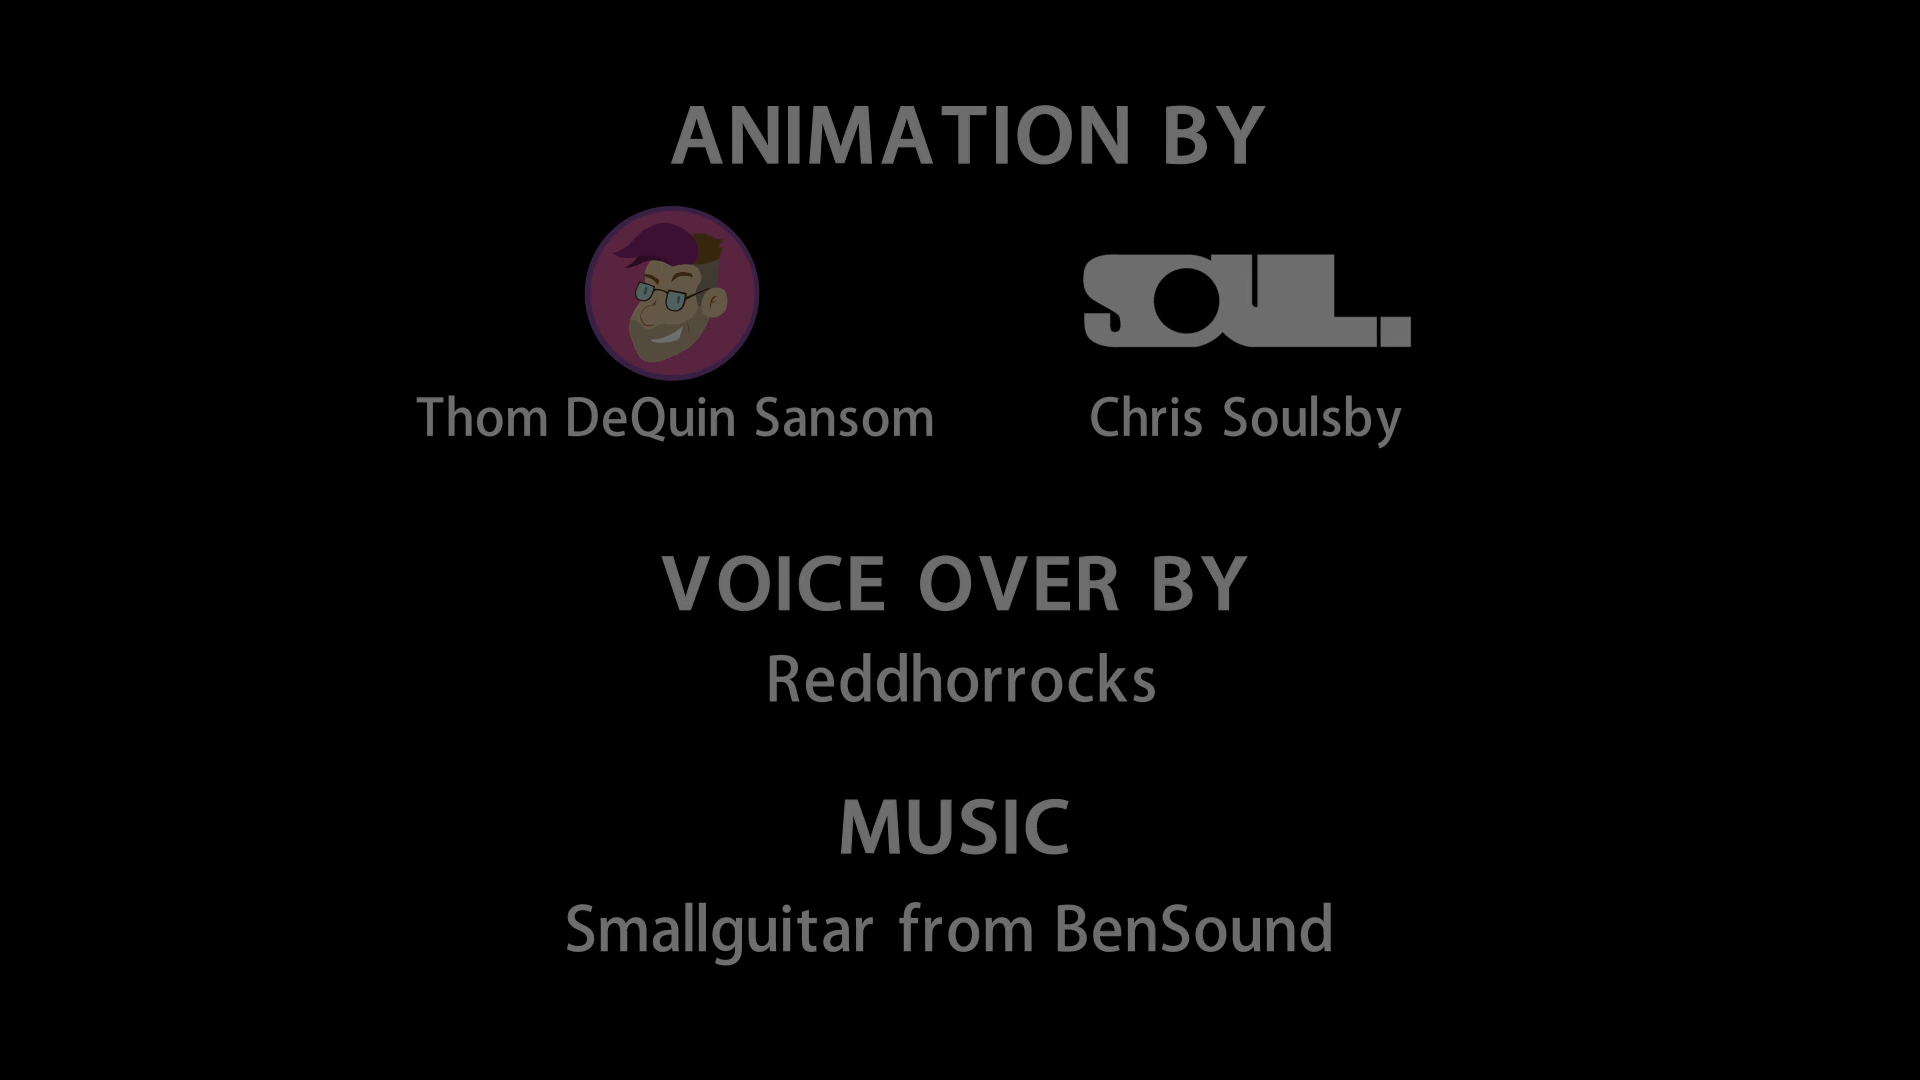 ANIMATION BY
SOUL.
Thom DeQuin Sansom
Chris Soulsby
VOICE OVER BY
Reddhorrocks
MUSIC
Smallguitar from BenSound